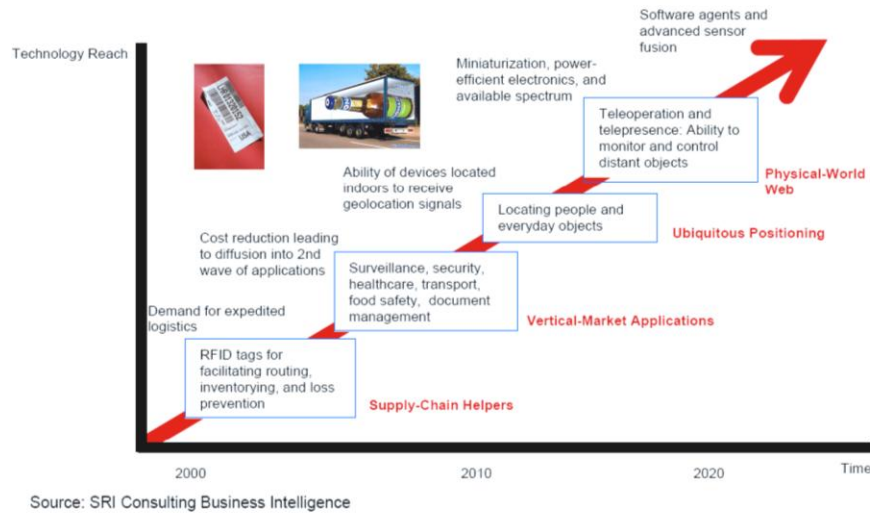 Software agents and
advanced sensor
fusion
Technology Reach
Miniaturization, power-
efficient electronics, and
available spectrum
Teleoperation and
telepresence: Ability to
monitor and control
distant objects
Physical-World
Web
Ability of devices located
indoors to receive
geolocation signals
Locating people and
everyday objects
Ubiquitous Positioning
Cost reduction leading
to diffusion into 2nd
wave of applications
Surveillance, security,
healthcare, transport,
food safety, document
management
Vertical-Market Applications
Demand for expedited
logistics
RFID tags for
facilitating routing,
inventorying, and loss
prevention
Supply-Chain Helpers
2000
2010
2020
Time
Source: SRI Consulting Business Intelligence
USA